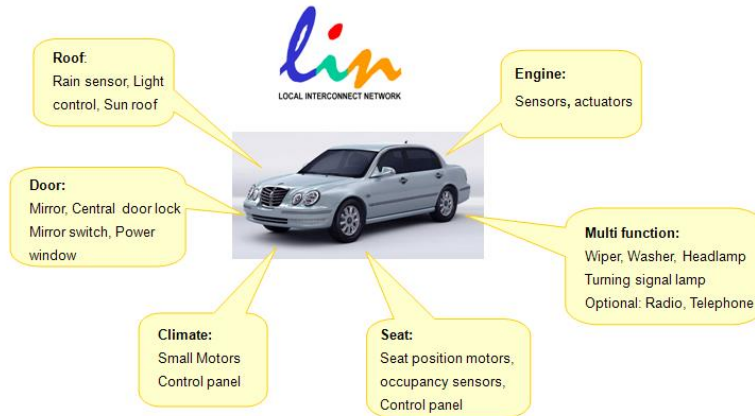 lin
LOCAL INTERCONNECT NETWORK
Roof:
Rain sensor, Light
control, Sun roof
Engine:
Sensors, actuators
Door:
Mirror, Central door lock
Mirror switch, Power
window
Multi function:
Wiper, Washer, Headlamp
Turning signal lamp
Optional: Radio, Telephone
Climate:
Small Motors
Control panel
Seat:
Seat position motors,
occupancy sensors,
Control panel